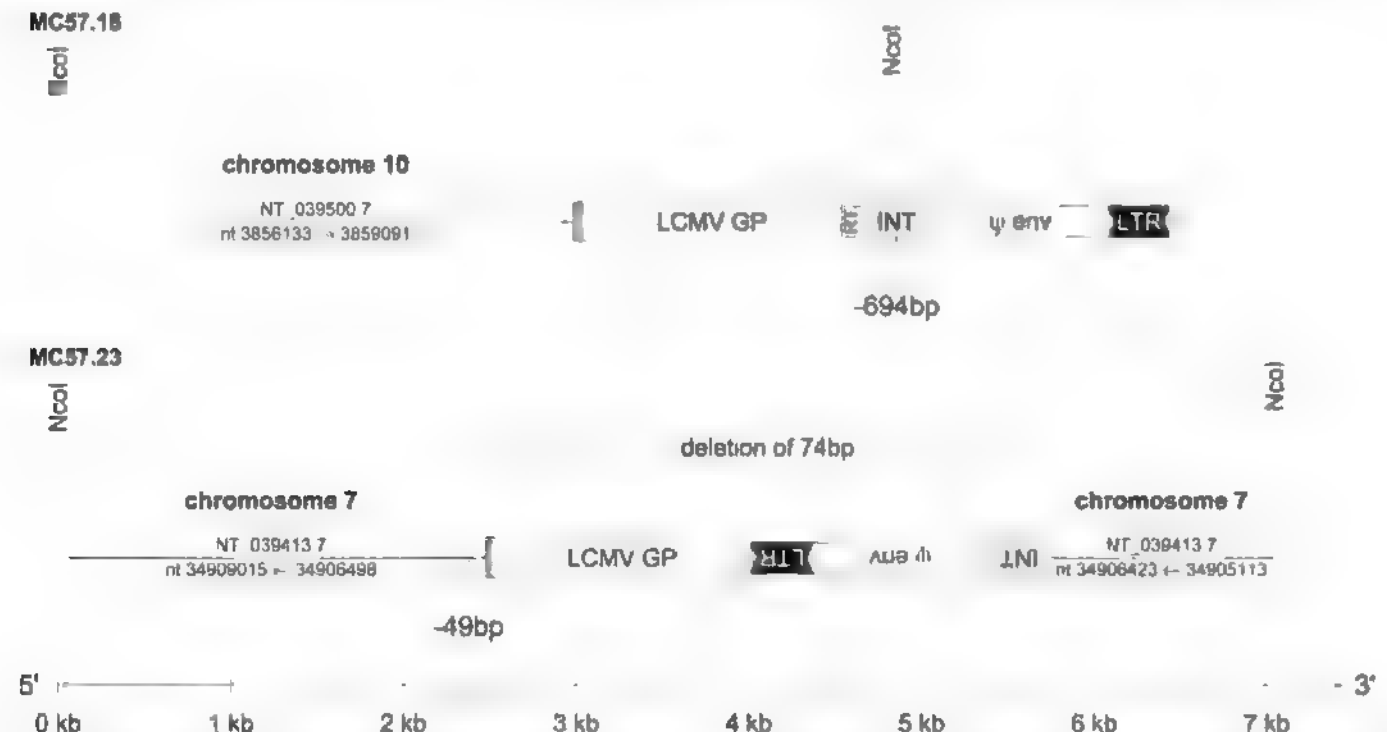 MC57.18
NcoI
chromosome 10
NT_039500 7
nt 3856133 → 3859091
LCMV GP
RT
INT
ψ env
LTR
-694bp
MC57.23
NcoI
NcoI
deletion of 74bp
chromosome 7
chromosome 7
NT_039413 7
nt 34909015 ← 34906498
LCMV GP
LTR
ψ env
INT
NT_039413 7
nt 34906423 ← 34905113
-49bp
5'
3'
0 kb 1 kb 2 kb 3 kb 4 kb 5 kb 6 kb 7 kb